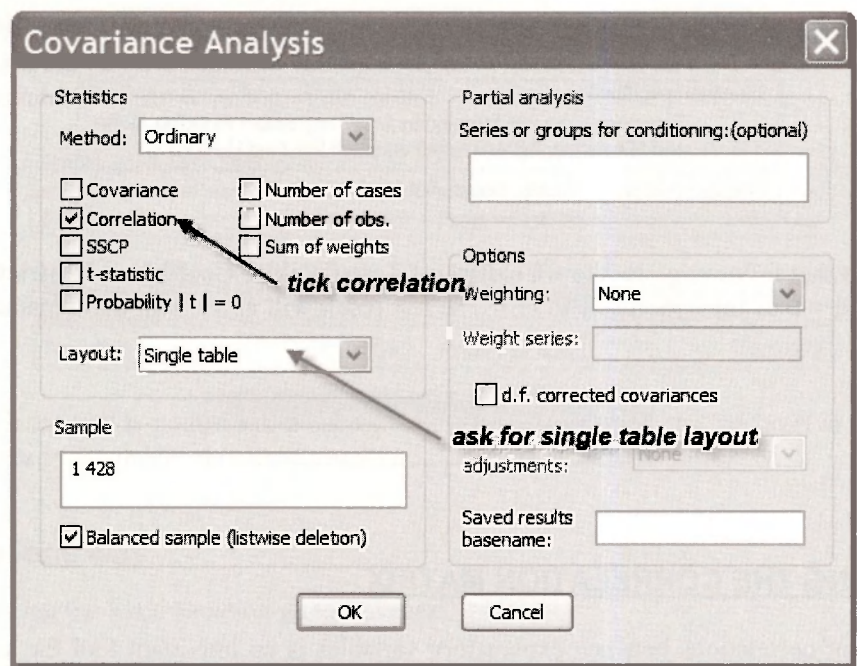 Covariance Analysis
Statistics
Method: Ordinary
Covariance
Number of cases
Correlation
Number of obs.
SSCP
Sum of weights
t-statistic
Probability | t | = 0
tick correlation
Layout: Single table
Sample
1 428
Balanced sample (listwise deletion)
Partial analysis
Series or groups for conditioning:(optional)
Options
Weighting: None
Weight series:
d.f. corrected covariances
ask for single table layout
adjustments: None
Saved results
basename:
OK
Cancel